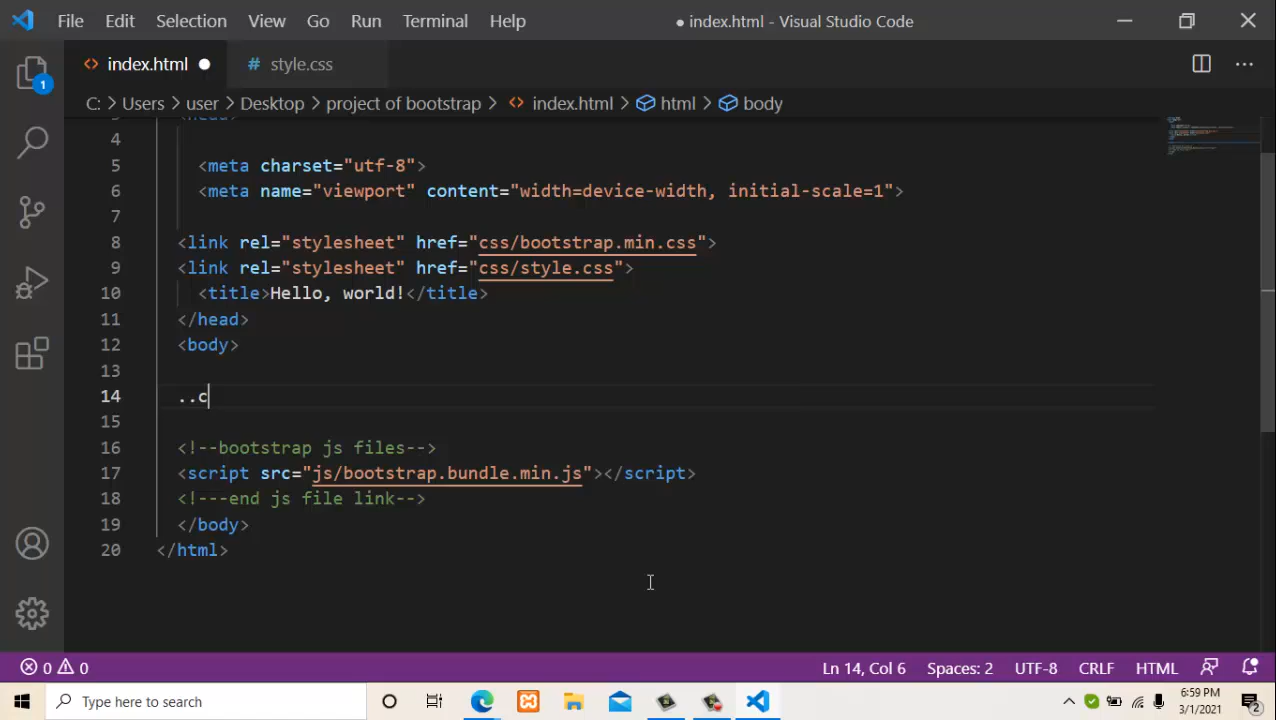 File Edit Selection View Go Run Terminal Help ● index.html - Visual Studio Code
index.html ● # style.css
C: > Users > user > Desktop > project of bootstrap > index.html > html > body
1
3 <head>
4
5 <meta charset="utf-8">
6 <meta name="viewport" content="width=device-width, initial-scale=1">
7
8 <link rel="stylesheet" href="css/bootstrap.min.css">
9 <link rel="stylesheet" href="css/style.css">
10 <title>Hello, world!</title>
11 </head>
12 <body>
13
14 ..c
15
16 <!--bootstrap js files-->
17 <script src="js/bootstrap.bundle.min.js"></script>
18 <!---end js file link-->
19 </body>
20 </html>
0 0 Ln 14, Col 6 Spaces: 2 UTF-8 CRLF HTML
Type here to search
6:59 PM
3/1/2021
2